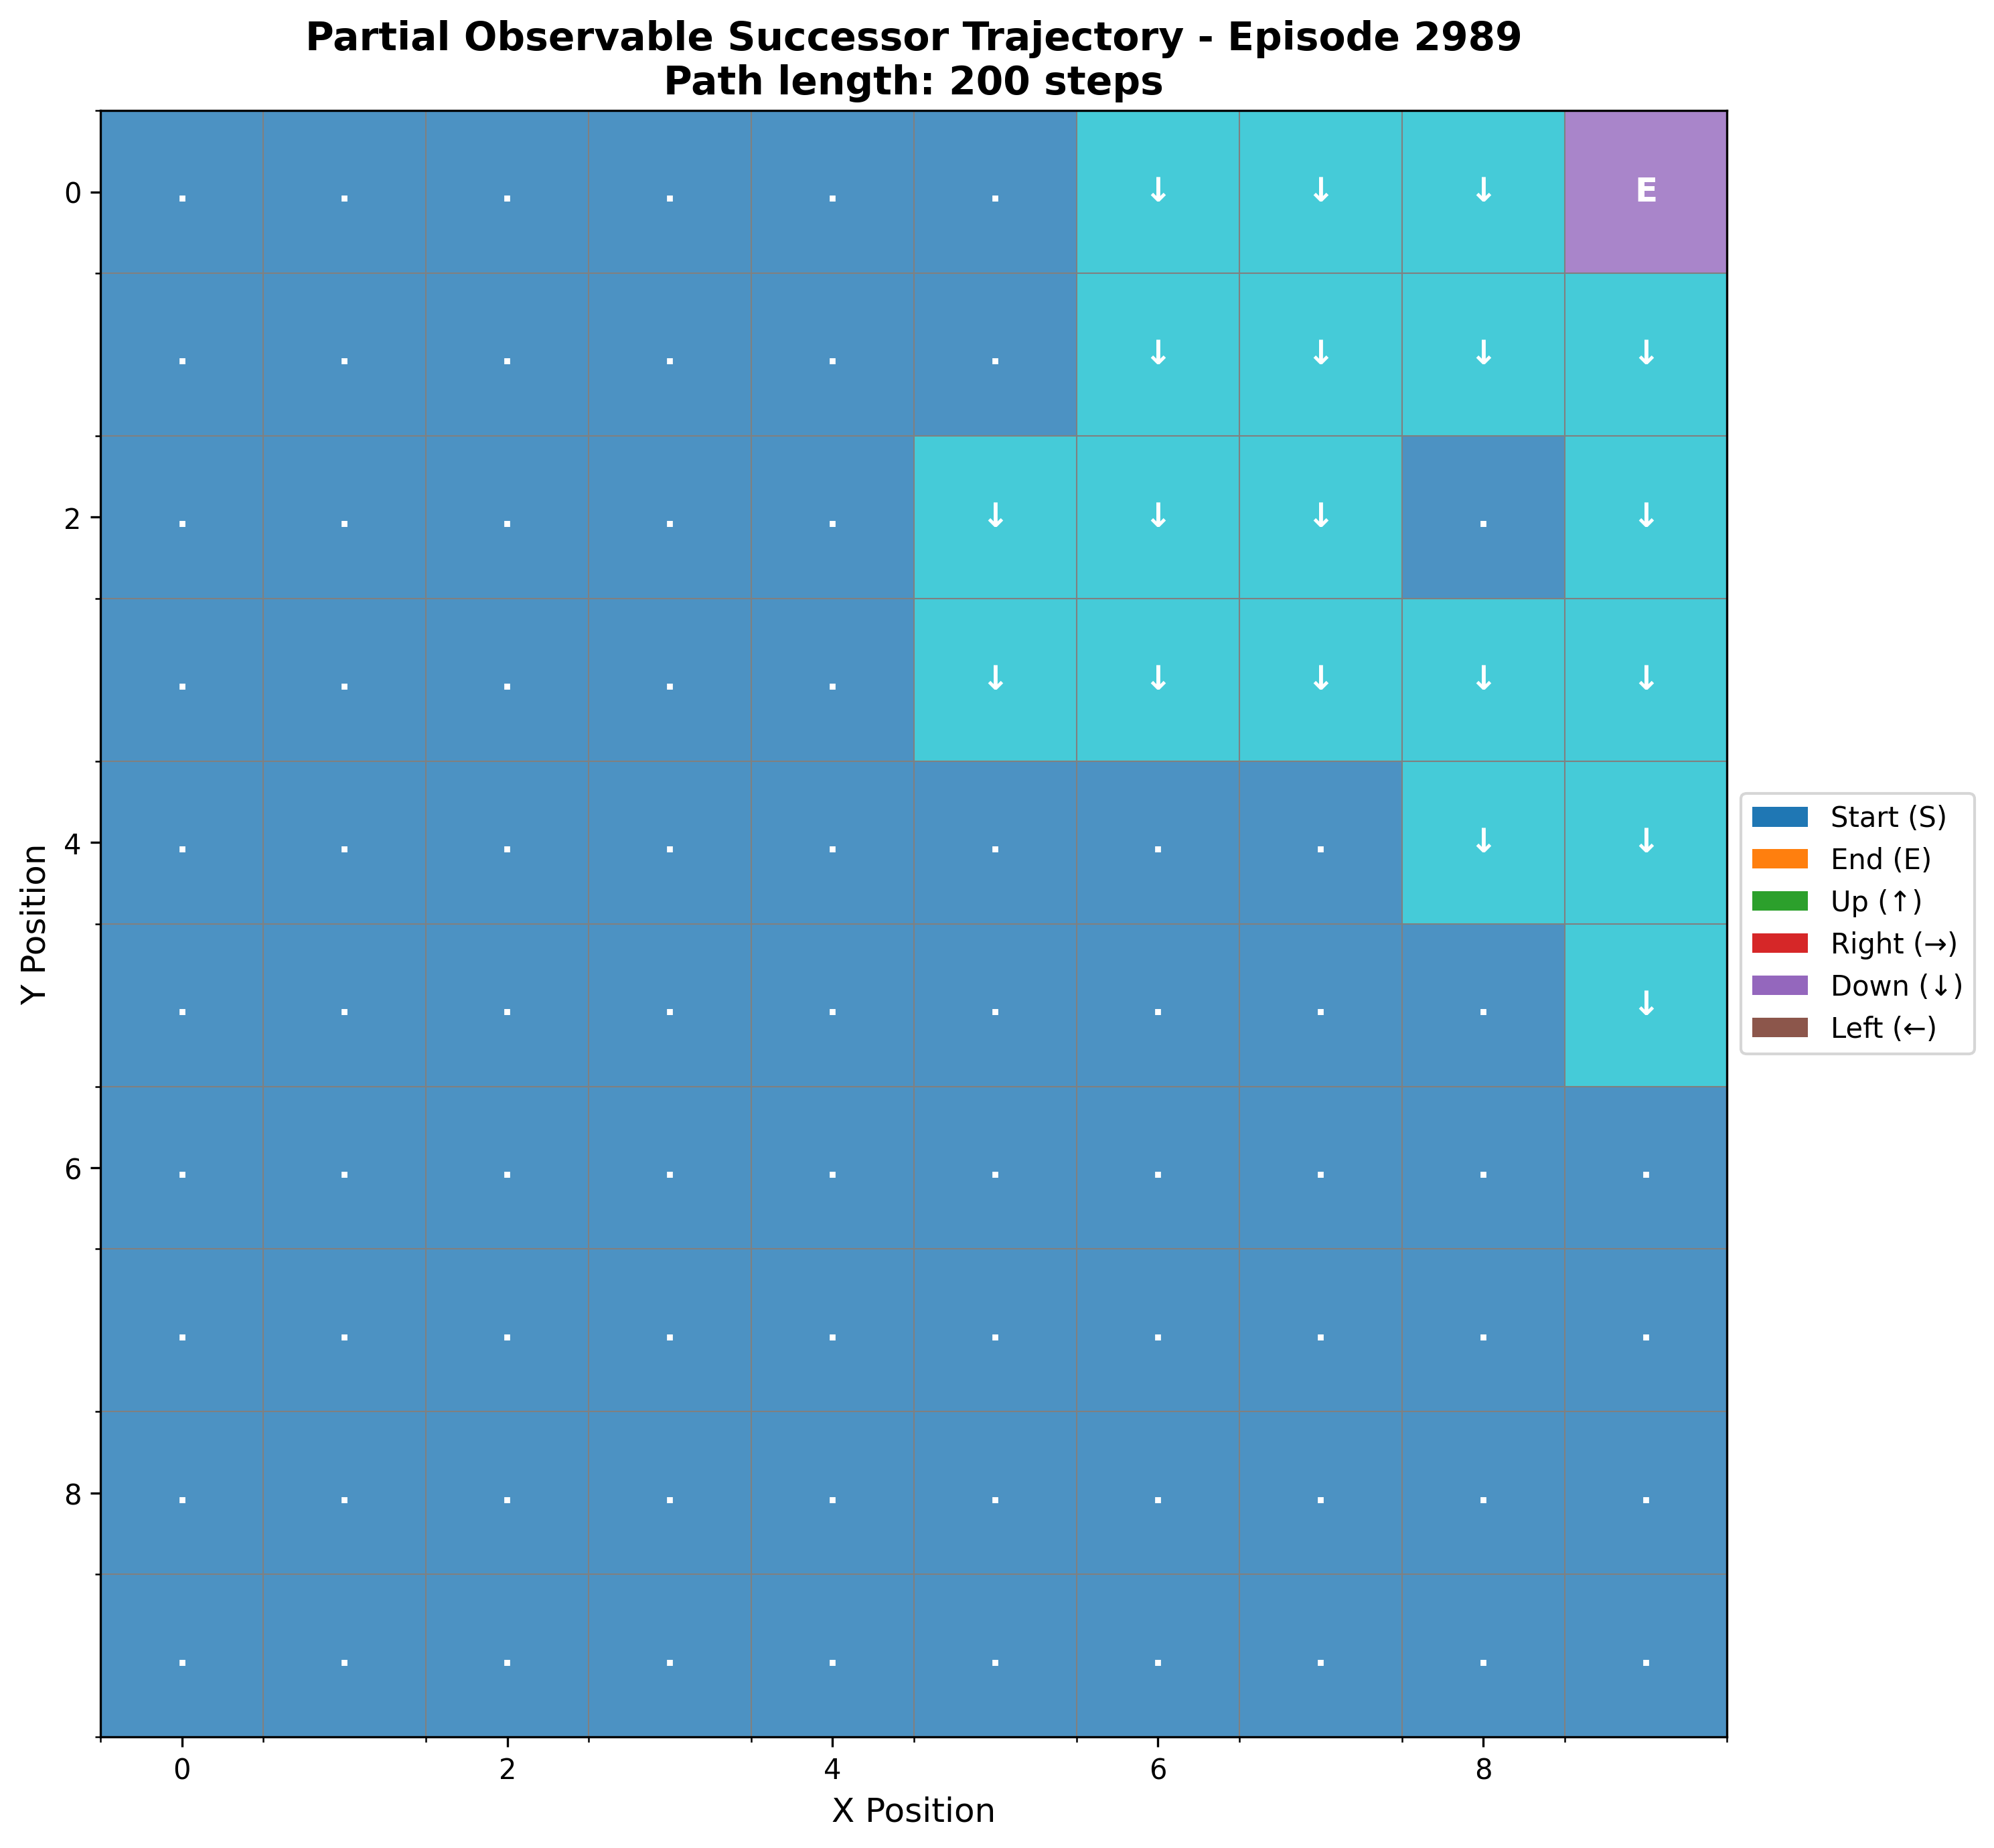 Partial Observable Successor Trajectory - Episode 2989
Path length: 200 steps
0 . . . . . . ↓ ↓ ↓ E
. . . . . . ↓ ↓ ↓ ↓
2 . . . . . ↓ ↓ ↓ . ↓
. . . . . ↓ ↓ ↓ ↓ ↓
4 . . . . . . . . ↓ ↓
. . . . . . . . . ↓
6 . . . . . . . . . .
. . . . . . . . . .
8 . . . . . . . . . .
. . . . . . . . . .
0 2 4 6 8
X Position
Y Position
Start (S)
End (E)
Up (↑)
Right (→)
Down (↓)
Left (←)